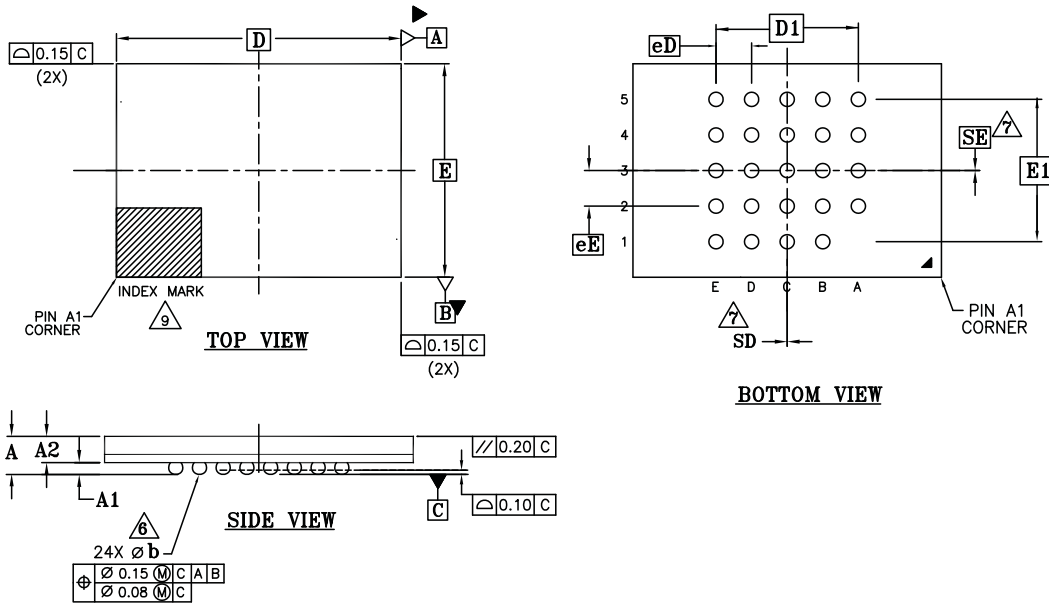 D
A
⌓ 0.15 C
(2X)
E
INDEX MARK
9
PIN A1
CORNER
B
TOP VIEW
⌓ 0.15 C
(2X)
D1
eD
5
4
3
2
1
7
SE
E1
eE
E D C B A
7
SD
PIN A1
CORNER
BOTTOM VIEW
A
A2
A1
// 0.20 C
C
⌓ 0.10 C
SIDE VIEW
6
24X Ø b
⌖ Ø 0.15 Ⓜ C A B
Ø 0.08 Ⓜ C